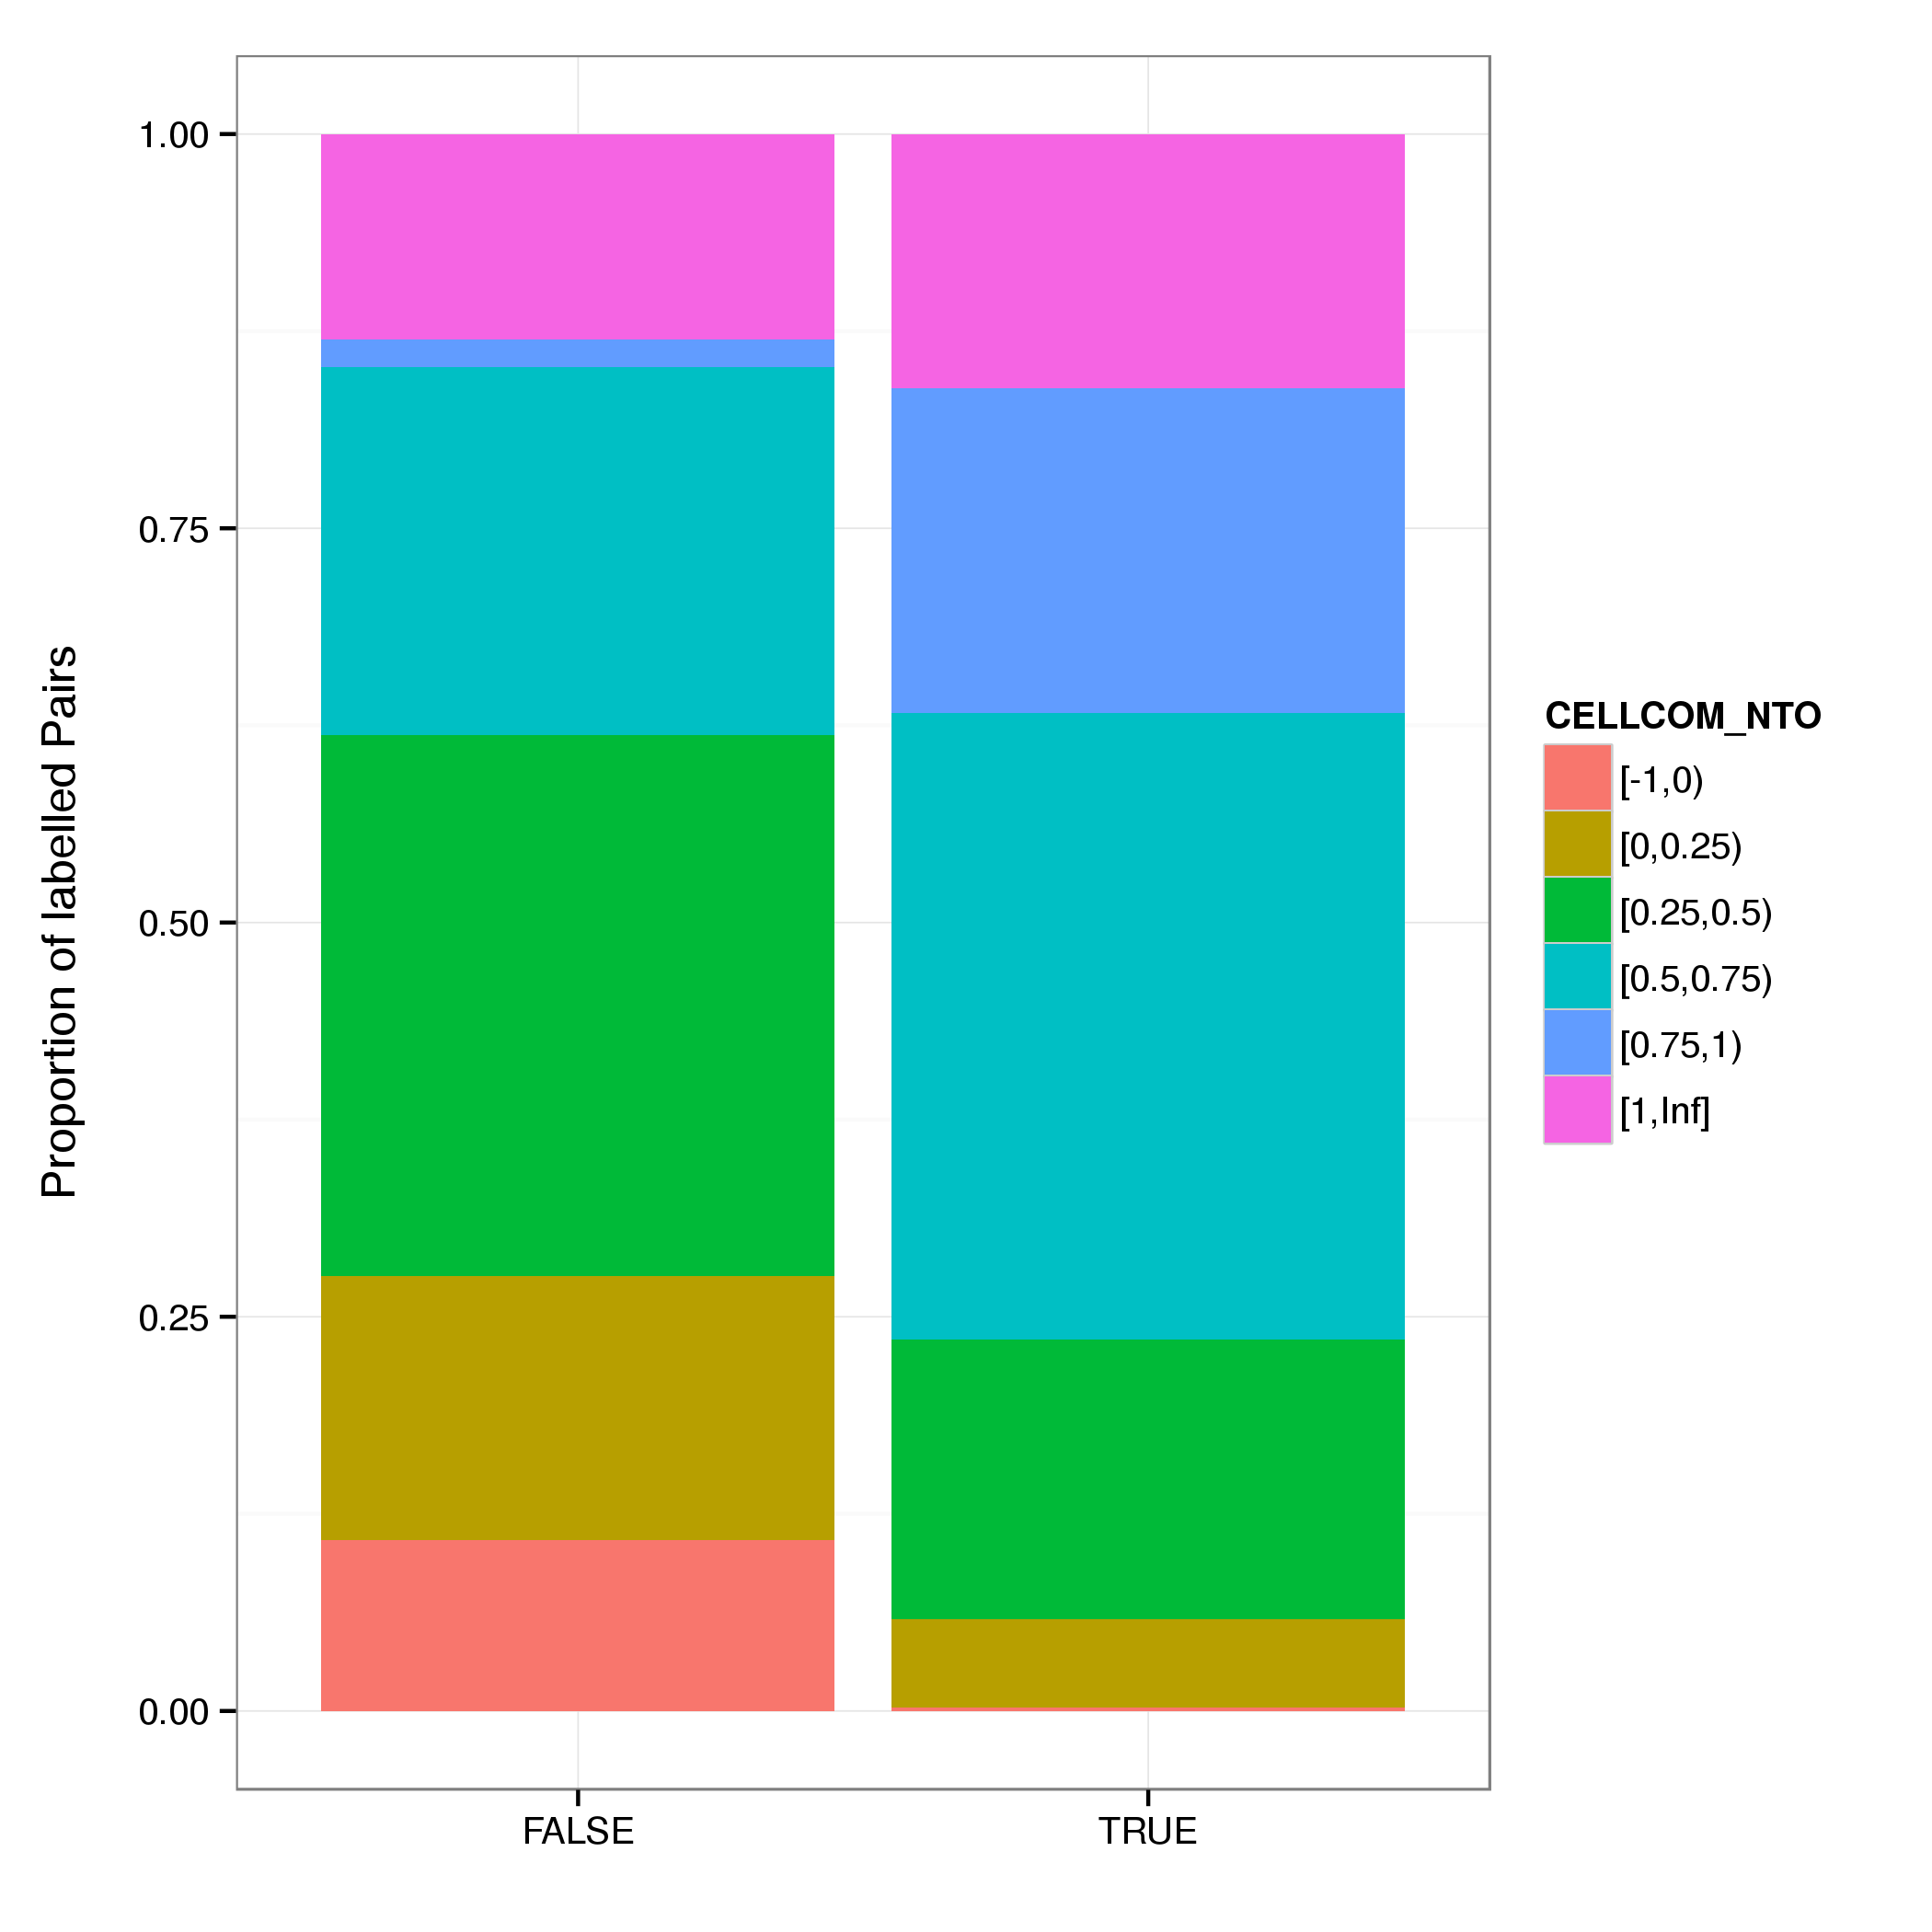 Proportion of labelled Pairs
1.00
0.75
0.50
0.25
0.00
FALSE
TRUE
CELLCOM_NTO
[-1,0)
[0,0.25)
[0.25,0.5)
[0.5,0.75)
[0.75,1)
[1,Inf]